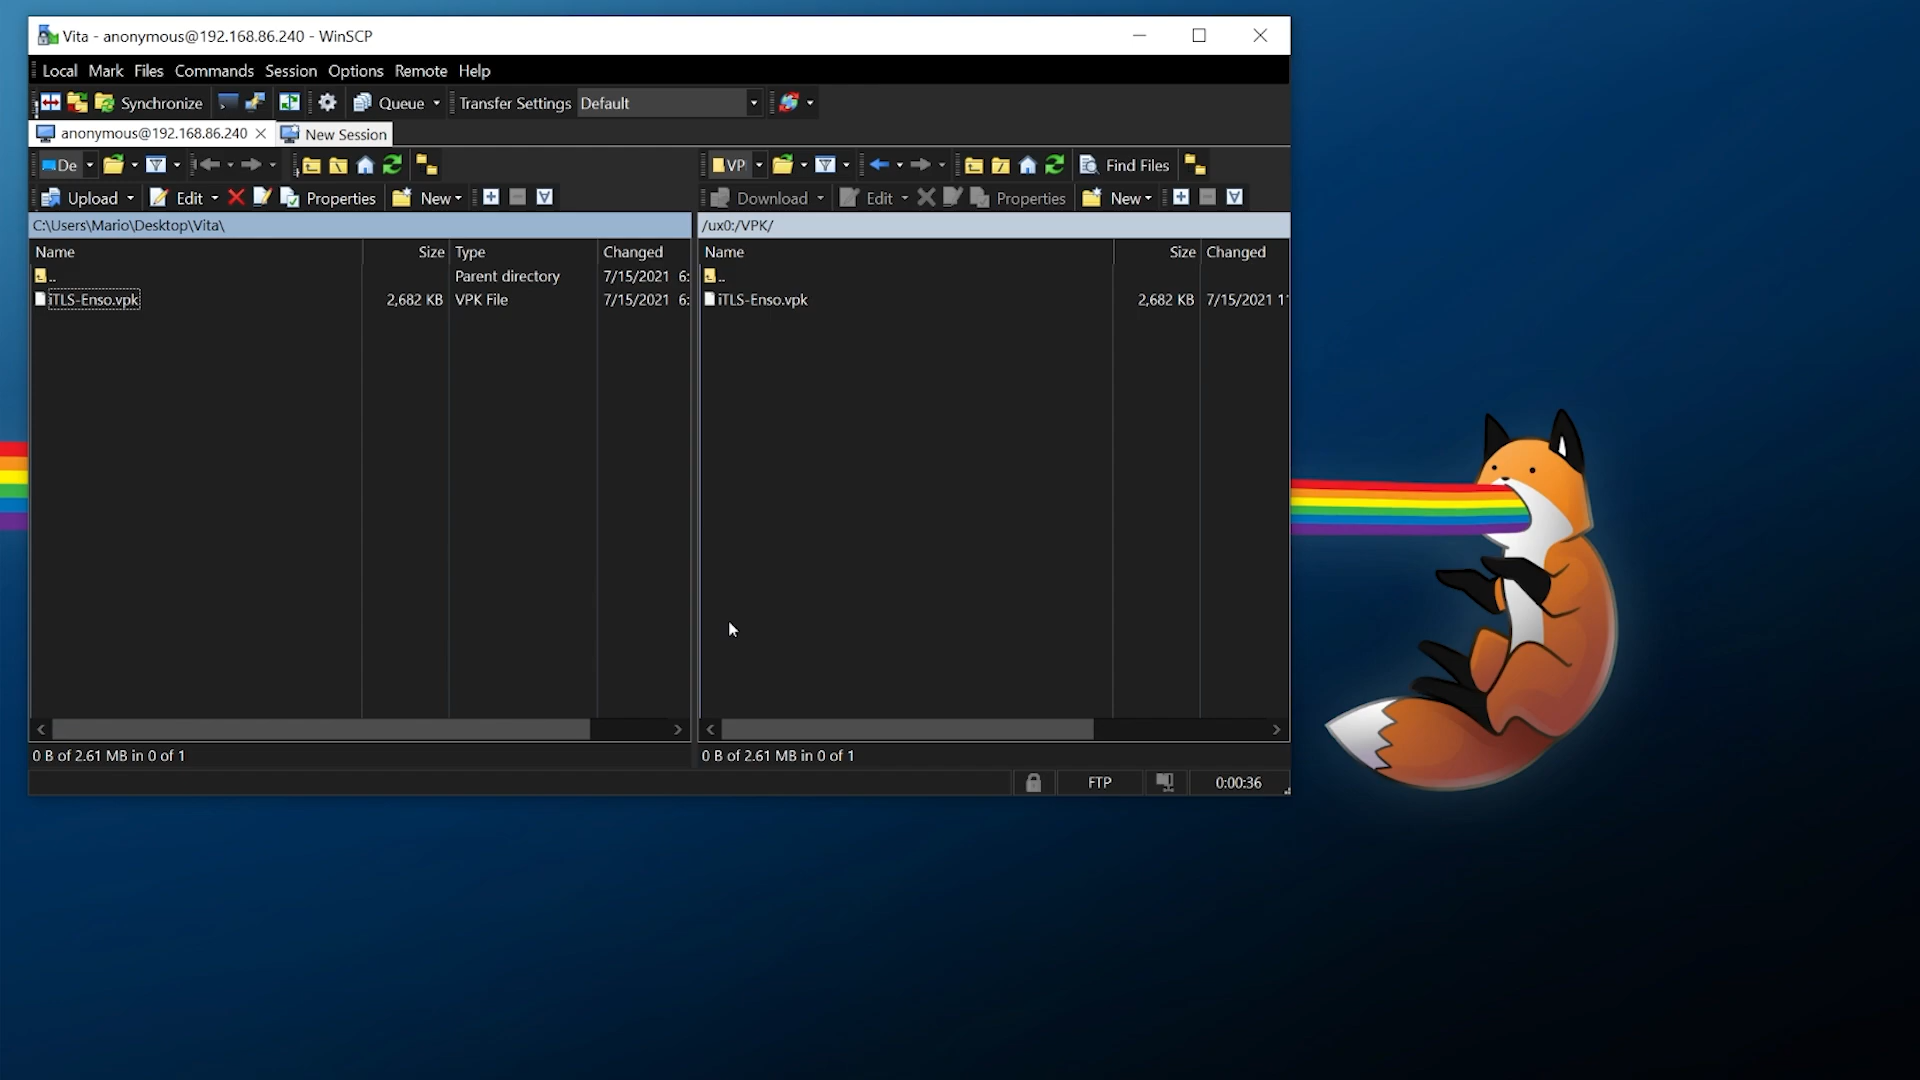 Vita - anonymous@192.168.86.240 - WinSCP
Local Mark Files Commands Session Options Remote Help
Synchronize Queue Transfer Settings Default
anonymous@192.168.86.240 New Session
De VP Find Files
Upload Edit Properties New Download Edit Properties New
C:\Users\Mario\Desktop\Vita\ /ux0:/VPK/
Name Size Type Changed Name Size Changed
.. Parent directory 7/15/2021 6: ..
iTLS-Enso.vpk 2,682 KB VPK File 7/15/2021 6: iTLS-Enso.vpk 2,682 KB 7/15/2021 1
0 B of 2.61 MB in 0 of 1 0 B of 2.61 MB in 0 of 1
FTP 0:00:36